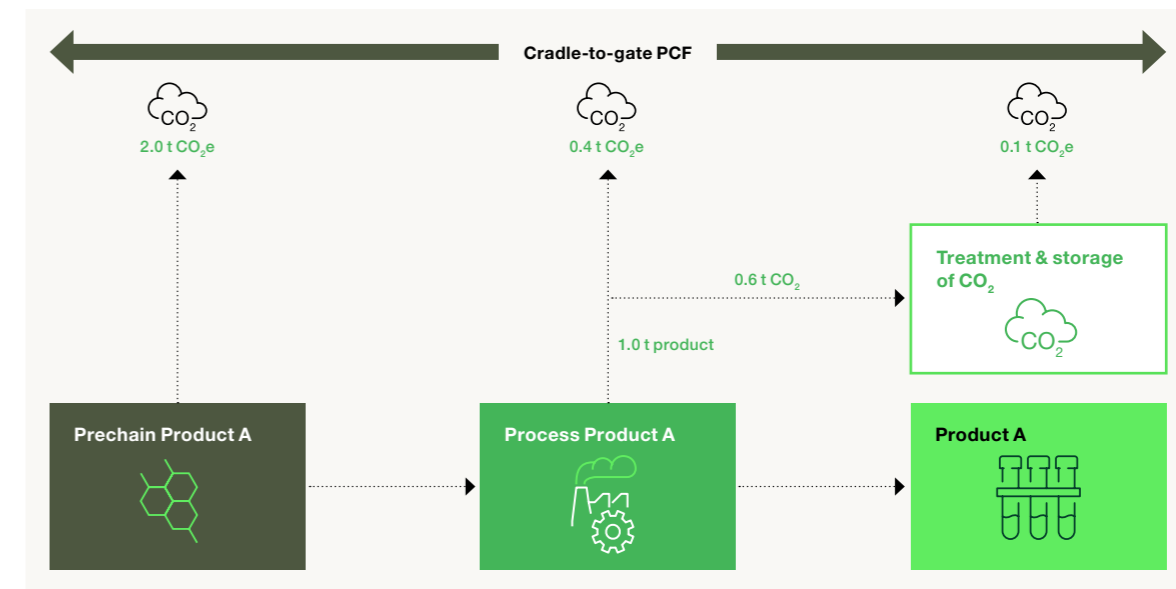 Cradle-to-gate PCF
CO₂
CO₂
CO₂
2.0 t CO₂e
0.4 t CO₂e
0.1 t CO₂e
Treatment & storage
of CO₂
0.6 t CO₂
CO₂
1.0 t product
Prechain Product A
Process Product A
Product A